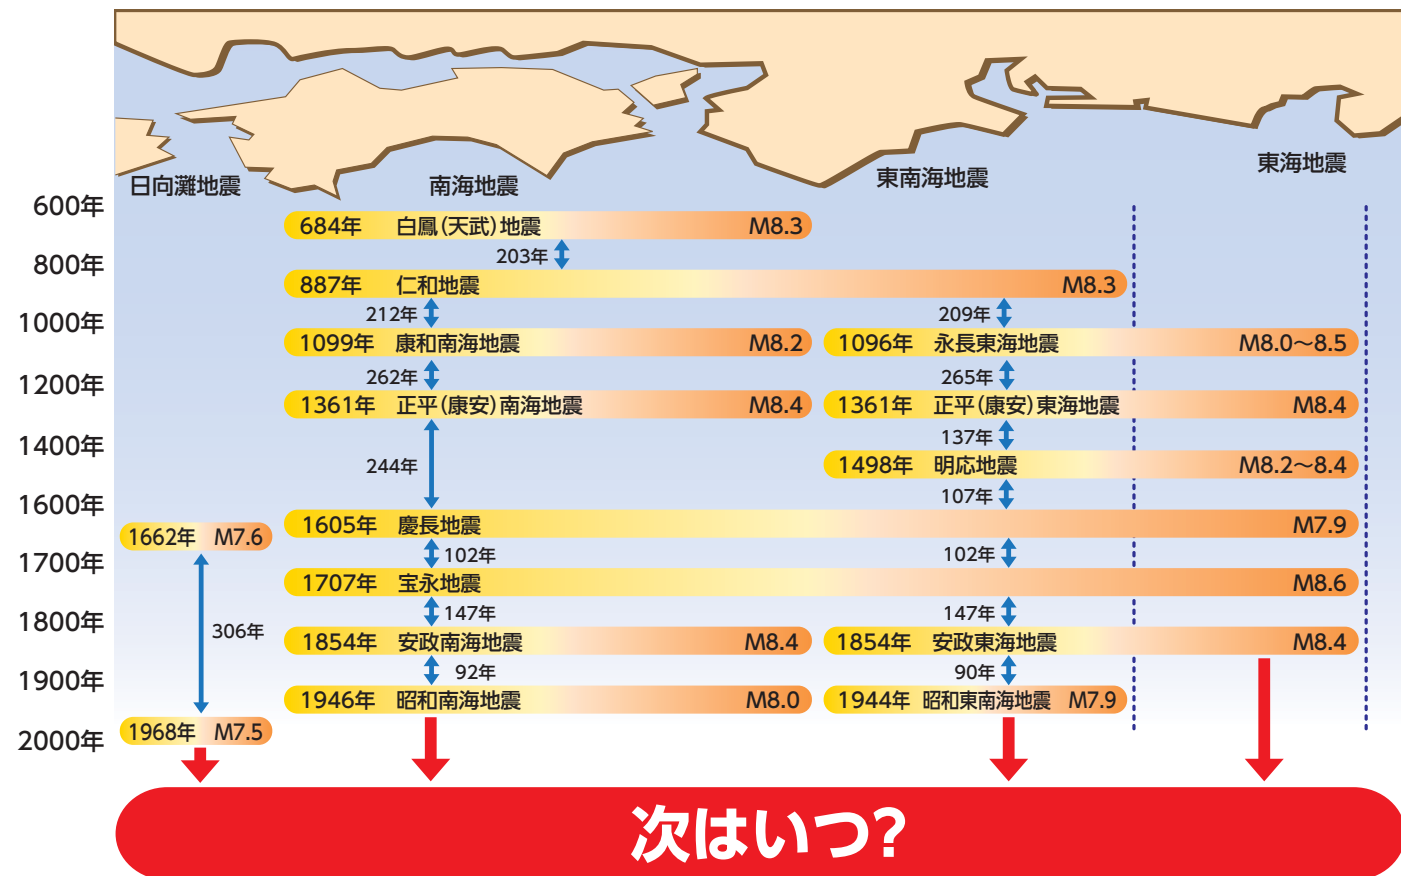 日向灘地震
南海地震
東南海地震
東海地震
600年
684年 白鳳(天武)地震 M8.3
203年
800年
887年 仁和地震 M8.3
212年
209年
1000年
1099年 康和南海地震 M8.2
1096年 永長東海地震 M8.0〜8.5
262年
265年
1200年
1361年 正平(康安)南海地震 M8.4
1361年 正平(康安)東海地震 M8.4
137年
1400年
244年
1498年 明応地震 M8.2〜8.4
107年
1600年
1605年 慶長地震 M7.9
1662年 M7.6
102年
102年
1700年
1707年 宝永地震 M8.6
147年
147年
1800年
306年
1854年 安政南海地震 M8.4
1854年 安政東海地震 M8.4
92年
90年
1900年
1946年 昭和南海地震 M8.0
1944年 昭和東南海地震 M7.9
1968年 M7.5
2000年
次はいつ?